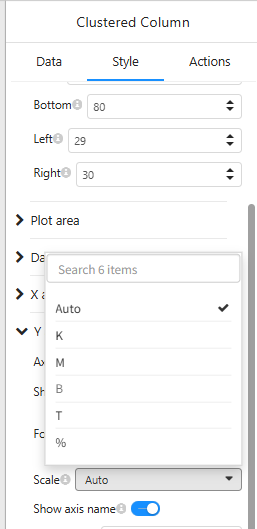 Clustered Column
Data Style Actions
Bottom 80
Left 29
Right 30
Plot area
Da
Search 6 items
X a
Auto
Y
K
Ax
M
Sh
B
T
Fo
%
Scale Auto
Show axis name